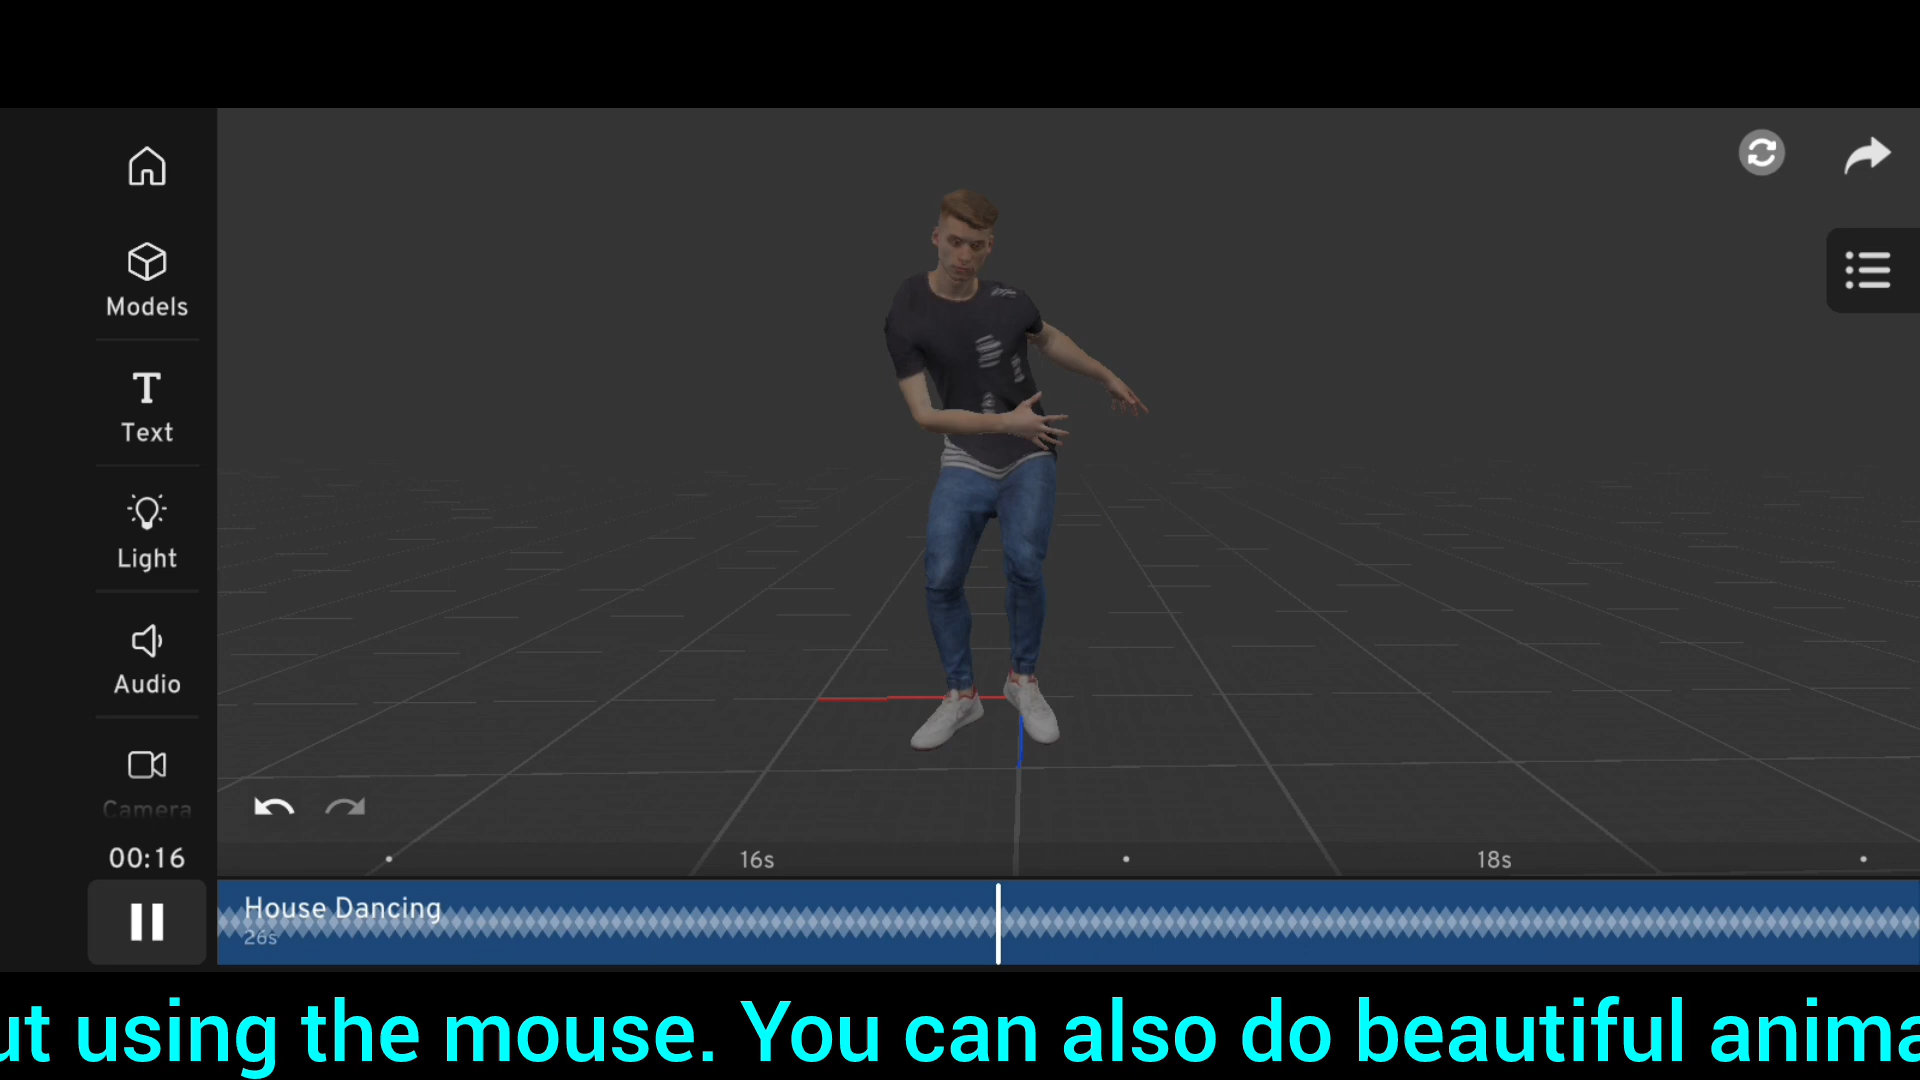 Models
Text
Light
Audio
Camera
00:16
16s
18s
House Dancing
26s
ut using the mouse. You can also do beautiful anima